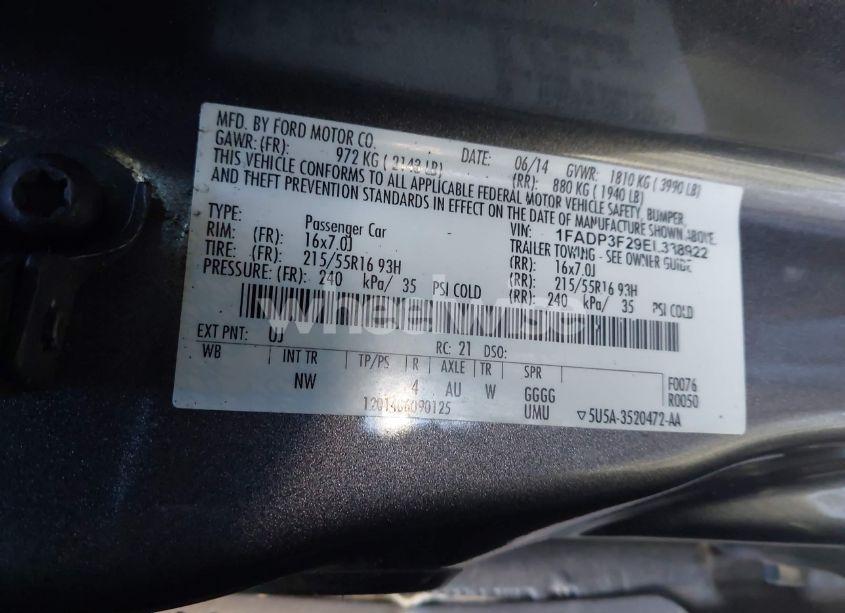 MFD. BY FORD MOTOR CO.
DATE: 06/14 GVWR: 1810 KG ( 3990 LB)
GAWR: (FR): 972 KG ( 2143 LB) (RR): 880 KG ( 1940 LB)
THIS VEHICLE CONFORMS TO ALL APPLICABLE FEDERAL MOTOR VEHICLE SAFETY, BUMPER,
AND THEFT PREVENTION STANDARDS IN EFFECT ON THE DATE OF MANUFACTURE SHOWN ABOVE.
VIN: 1FADP3F29EL338922
TYPE: Passenger Car TRAILER TOWING - SEE OWNER GUIDE
RIM: (FR): 16x7.0J (RR): 16x7.0J
TIRE: (FR): 215/55R16 93H (RR): 215/55R16 93H
PRESSURE: (FR): 240 kPa/ 35 PSI COLD (RR): 240 kPa/ 35 PSI COLD
wheelwise
EXT PNT: UJ RC: 21 DSO:
WB INT TR TP/PS R AXLE TR SPR
NW 4 AU W GGGG F0076
UMU R0050
5U5A-3520472-AA